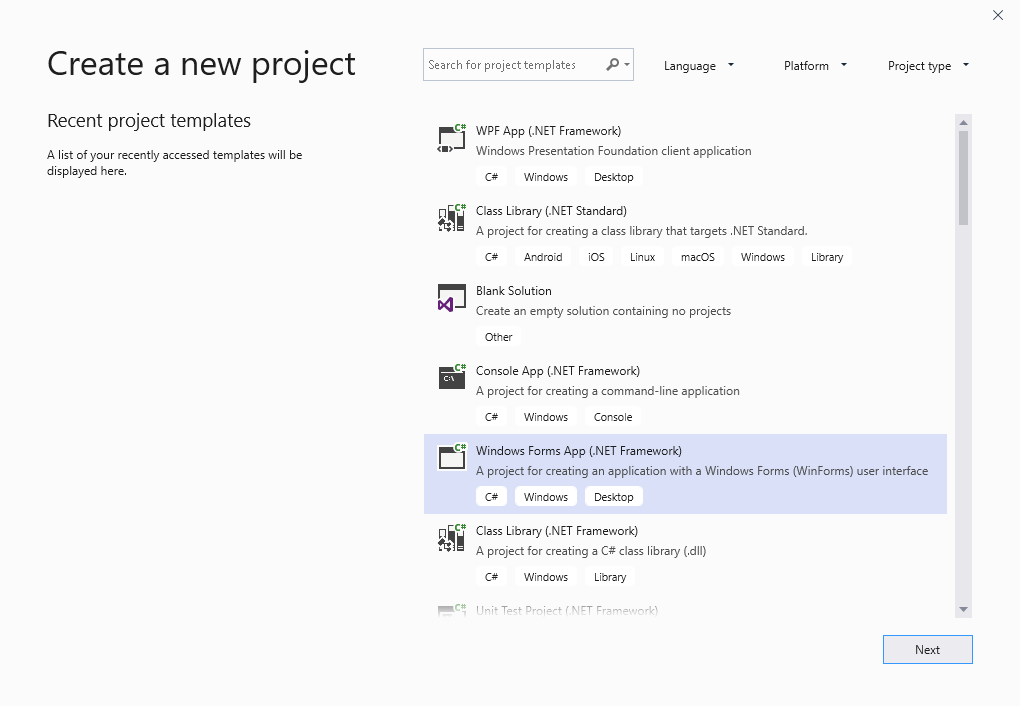 Create a new project
Search for project templates
Language
Platform
Project type
Recent project templates
A list of your recently accessed templates will be
displayed here.
C#
WPF App (.NET Framework)
Windows Presentation Foundation client application
C# Windows Desktop
C#
Class Library (.NET Standard)
A project for creating a class library that targets .NET Standard.
C# Android iOS Linux macOS Windows Library
Blank Solution
Create an empty solution containing no projects
Other
C#
C:\
Console App (.NET Framework)
A project for creating a command-line application
C# Windows Console
C#
Windows Forms App (.NET Framework)
A project for creating an application with a Windows Forms (WinForms) user interface
C# Windows Desktop
C#
Class Library (.NET Framework)
A project for creating a C# class library (.dll)
C# Windows Library
C#
Unit Test Project (.NET Framework)
Next